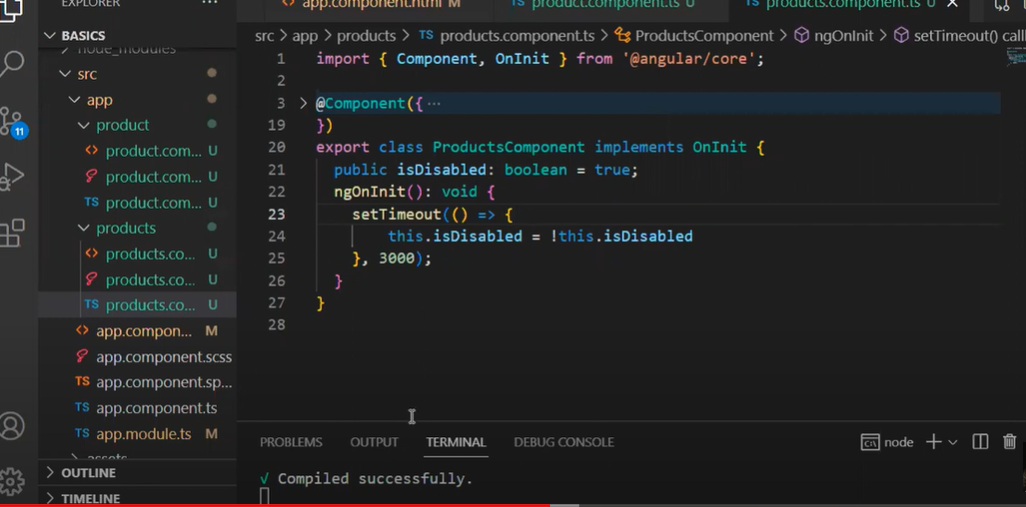 EXPLORER
...
BASICS
node_modules
src
app
product
product.com... U
product.com... U
TS product.com... U
products
products.co... U
products.co... U
TS products.co... U
app.compon... M
app.component.scss
TS app.component.sp...
TS app.component.ts
TS app.module.ts M
assets
OUTLINE
TIMELINE
11
app.component.html M
product.component.ts U
products.component.ts U
src > app > products > TS products.component.ts > ProductsComponent > ngOnInit > setTimeout() call
1 import { Component, OnInit } from '@angular/core';
2
3 @Component({ ...
19 })
20 export class ProductsComponent implements OnInit {
21 public isDisabled: boolean = true;
22 ngOnInit(): void {
23 setTimeout(() => {
24 this.isDisabled = !this.isDisabled
25 }, 3000);
26 }
27 }
28
PROBLEMS OUTPUT TERMINAL DEBUG CONSOLE node
√ Compiled successfully.